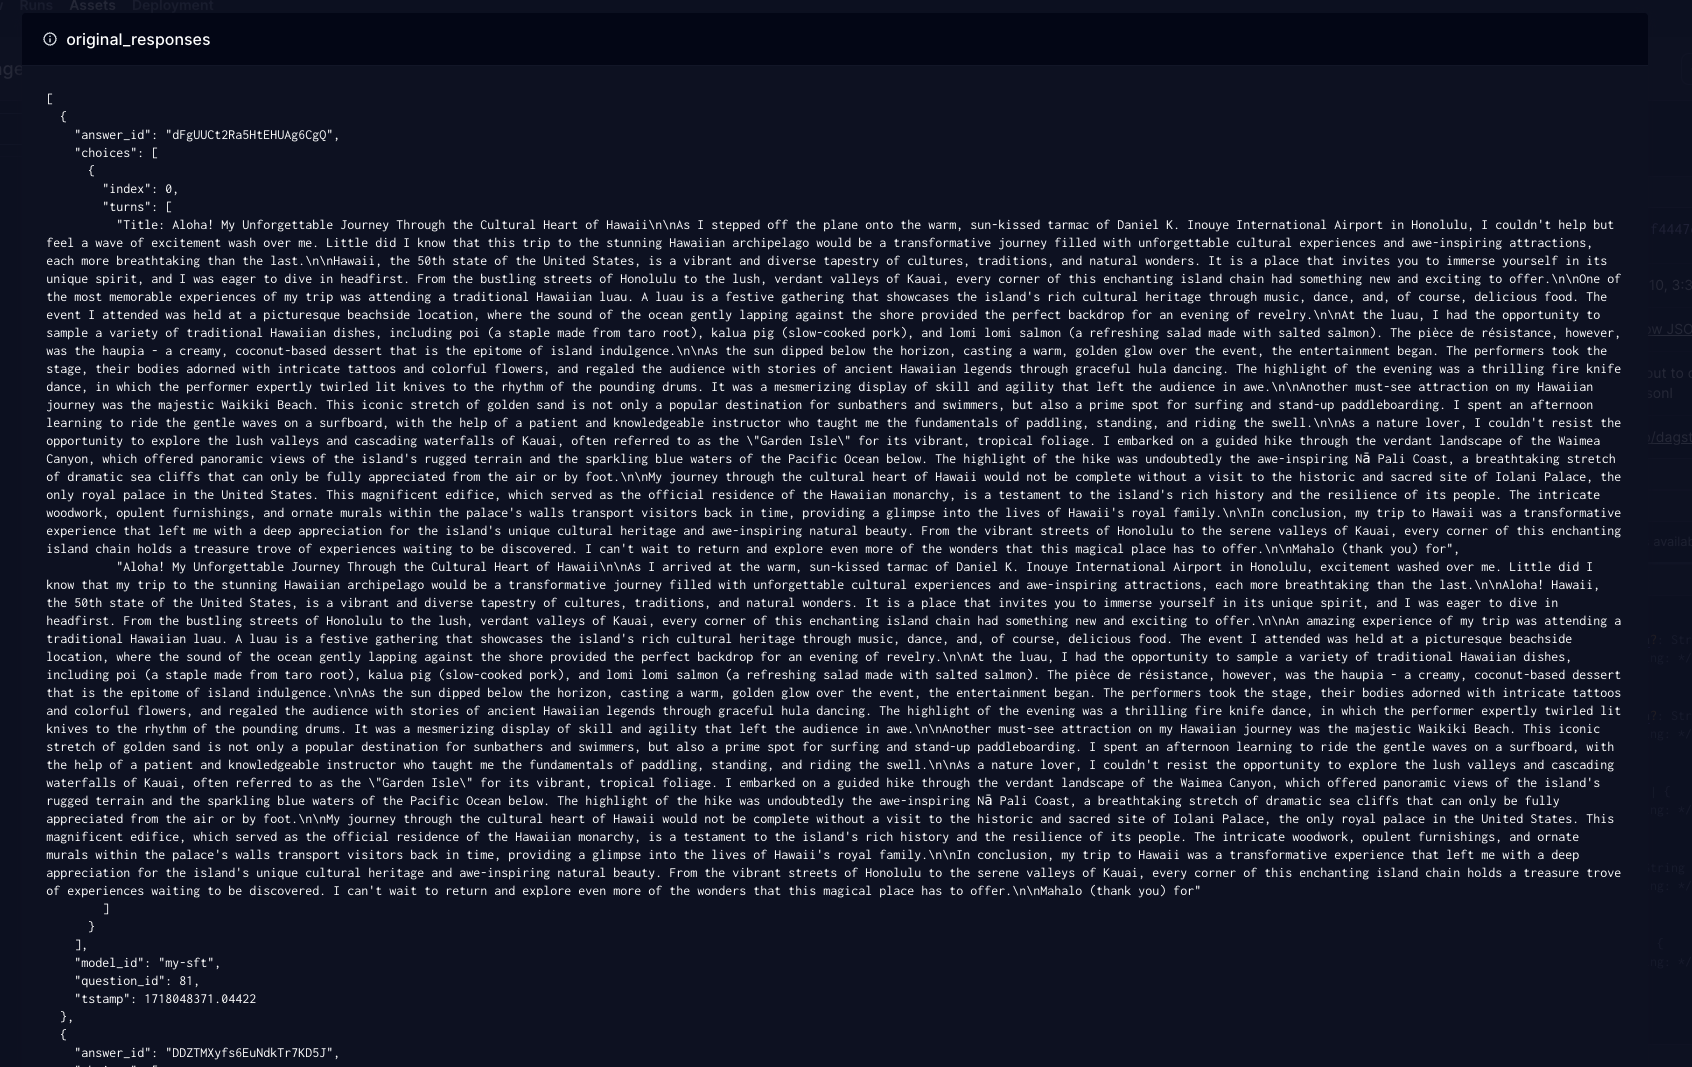 Runs Assets Deployment
original_responses
[
{
"answer_id": "dFgUUCt2Ra5HtEHUAg6CgQ",
"choices": [
{
"index": 0,
"turns": [
"Title: Aloha! My Unforgettable Journey Through the Cultural Heart of Hawaii\n\nAs I stepped off the plane onto the warm, sun-kissed tarmac of Daniel K. Inouye International Airport in Honolulu, I couldn't help but
feel a wave of excitement wash over me. Little did I know that this trip to the stunning Hawaiian archipelago would be a transformative journey filled with unforgettable cultural experiences and awe-inspiring attractions,
each more breathtaking than the last.\n\nHawaii, the 50th state of the United States, is a vibrant and diverse tapestry of cultures, traditions, and natural wonders. It is a place that invites you to immerse yourself in its
unique spirit, and I was eager to dive in headfirst. From the bustling streets of Honolulu to the lush, verdant valleys of Kauai, every corner of this enchanting island chain had something new and exciting to offer.\n\nOne of
the most memorable experiences of my trip was attending a traditional Hawaiian luau. A luau is a festive gathering that showcases the island's rich cultural heritage through music, dance, and, of course, delicious food. The
event I attended was held at a picturesque beachside location, where the sound of the ocean gently lapping against the shore provided the perfect backdrop for an evening of revelry.\n\nAt the luau, I had the opportunity to
sample a variety of traditional Hawaiian dishes, including poi (a staple made from taro root), kalua pig (slow-cooked pork), and lomi lomi salmon (a refreshing salad made with salted salmon). The pièce de résistance, however,
was the haupia - a creamy, coconut-based dessert that is the epitome of island indulgence.\n\nAs the sun dipped below the horizon, casting a warm, golden glow over the event, the entertainment began. The performers took the
stage, their bodies adorned with intricate tattoos and colorful flowers, and regaled the audience with stories of ancient Hawaiian legends through graceful hula dancing. The highlight of the evening was a thrilling fire knife
dance, in which the performer expertly twirled lit knives to the rhythm of the pounding drums. It was a mesmerizing display of skill and agility that left the audience in awe.\n\nAnother must-see attraction on my Hawaiian
journey was the majestic Waikiki Beach. This iconic stretch of golden sand is not only a popular destination for sunbathers and swimmers, but also a prime spot for surfing and stand-up paddleboarding. I spent an afternoon
learning to ride the gentle waves on a surfboard, with the help of a patient and knowledgeable instructor who taught me the fundamentals of paddling, standing, and riding the swell.\n\nAs a nature lover, I couldn't resist the
opportunity to explore the lush valleys and cascading waterfalls of Kauai, often referred to as the \"Garden Isle\" for its vibrant, tropical foliage. I embarked on a guided hike through the verdant landscape of the Waimea
Canyon, which offered panoramic views of the island's rugged terrain and the sparkling blue waters of the Pacific Ocean below. The highlight of the hike was undoubtedly the awe-inspiring Nā Pali Coast, a breathtaking stretch
of dramatic sea cliffs that can only be fully appreciated from the air or by foot.\n\nMy journey through the cultural heart of Hawaii would not be complete without a visit to the historic and sacred site of Iolani Palace, the
only royal palace in the United States. This magnificent edifice, which served as the official residence of the Hawaiian monarchy, is a testament to the island's rich history and the resilience of its people. The intricate
woodwork, opulent furnishings, and ornate murals within the palace's walls transport visitors back in time, providing a glimpse into the lives of Hawaii's royal family.\n\nIn conclusion, my trip to Hawaii was a transformative
experience that left me with a deep appreciation for the island's unique cultural heritage and awe-inspiring natural beauty. From the vibrant streets of Honolulu to the serene valleys of Kauai, every corner of this enchanting
island chain holds a treasure trove of experiences waiting to be discovered. I can't wait to return and explore even more of the wonders that this magical place has to offer.\n\nMahalo (thank you) for",
"Aloha! My Unforgettable Journey Through the Cultural Heart of Hawaii\n\nAs I arrived at the warm, sun-kissed tarmac of Daniel K. Inouye International Airport in Honolulu, excitement washed over me. Little did I
know that my trip to the stunning Hawaiian archipelago would be a transformative journey filled with unforgettable cultural experiences and awe-inspiring attractions, each more breathtaking than the last.\n\nAloha! Hawaii,
the 50th state of the United States, is a vibrant and diverse tapestry of cultures, traditions, and natural wonders. It is a place that invites you to immerse yourself in its unique spirit, and I was eager to dive in
headfirst. From the bustling streets of Honolulu to the lush, verdant valleys of Kauai, every corner of this enchanting island chain had something new and exciting to offer.\n\nAn amazing experience of my trip was attending a
traditional Hawaiian luau. A luau is a festive gathering that showcases the island's rich cultural heritage through music, dance, and, of course, delicious food. The event I attended was held at a picturesque beachside
location, where the sound of the ocean gently lapping against the shore provided the perfect backdrop for an evening of revelry.\n\nAt the luau, I had the opportunity to sample a variety of traditional Hawaiian dishes,
including poi (a staple made from taro root), kalua pig (slow-cooked pork), and lomi lomi salmon (a refreshing salad made with salted salmon). The pièce de résistance, however, was the haupia - a creamy, coconut-based dessert
that is the epitome of island indulgence.\n\nAs the sun dipped below the horizon, casting a warm, golden glow over the event, the entertainment began. The performers took the stage, their bodies adorned with intricate tattoos
and colorful flowers, and regaled the audience with stories of ancient Hawaiian legends through graceful hula dancing. The highlight of the evening was a thrilling fire knife dance, in which the performer expertly twirled lit
knives to the rhythm of the pounding drums. It was a mesmerizing display of skill and agility that left the audience in awe.\n\nAnother must-see attraction on my Hawaiian journey was the majestic Waikiki Beach. This iconic
stretch of golden sand is not only a popular destination for sunbathers and swimmers, but also a prime spot for surfing and stand-up paddleboarding. I spent an afternoon learning to ride the gentle waves on a surfboard, with
the help of a patient and knowledgeable instructor who taught me the fundamentals of paddling, standing, and riding the swell.\n\nAs a nature lover, I couldn't resist the opportunity to explore the lush valleys and cascading
waterfalls of Kauai, often referred to as the \"Garden Isle\" for its vibrant, tropical foliage. I embarked on a guided hike through the verdant landscape of the Waimea Canyon, which offered panoramic views of the island's
rugged terrain and the sparkling blue waters of the Pacific Ocean below. The highlight of the hike was undoubtedly the awe-inspiring Nā Pali Coast, a breathtaking stretch of dramatic sea cliffs that can only be fully
appreciated from the air or by foot.\n\nMy journey through the cultural heart of Hawaii would not be complete without a visit to the historic and sacred site of Iolani Palace, the only royal palace in the United States. This
magnificent edifice, which served as the official residence of the Hawaiian monarchy, is a testament to the island's rich history and the resilience of its people. The intricate woodwork, opulent furnishings, and ornate
murals within the palace's walls transport visitors back in time, providing a glimpse into the lives of Hawaii's royal family.\n\nIn conclusion, my trip to Hawaii was a transformative experience that left me with a deep
appreciation for the island's unique cultural heritage and awe-inspiring natural beauty. From the vibrant streets of Honolulu to the serene valleys of Kauai, every corner of this enchanting island chain holds a treasure trove
of experiences waiting to be discovered. I can't wait to return and explore even more of the wonders that this magical place has to offer.\n\nMahalo (thank you) for"
]
}
],
"model_id": "my-sft",
"question_id": 81,
"tstamp": 1718048371.04422
},
{
"answer_id": "DDZTMXyfs6EuNdkTr7KD5J",